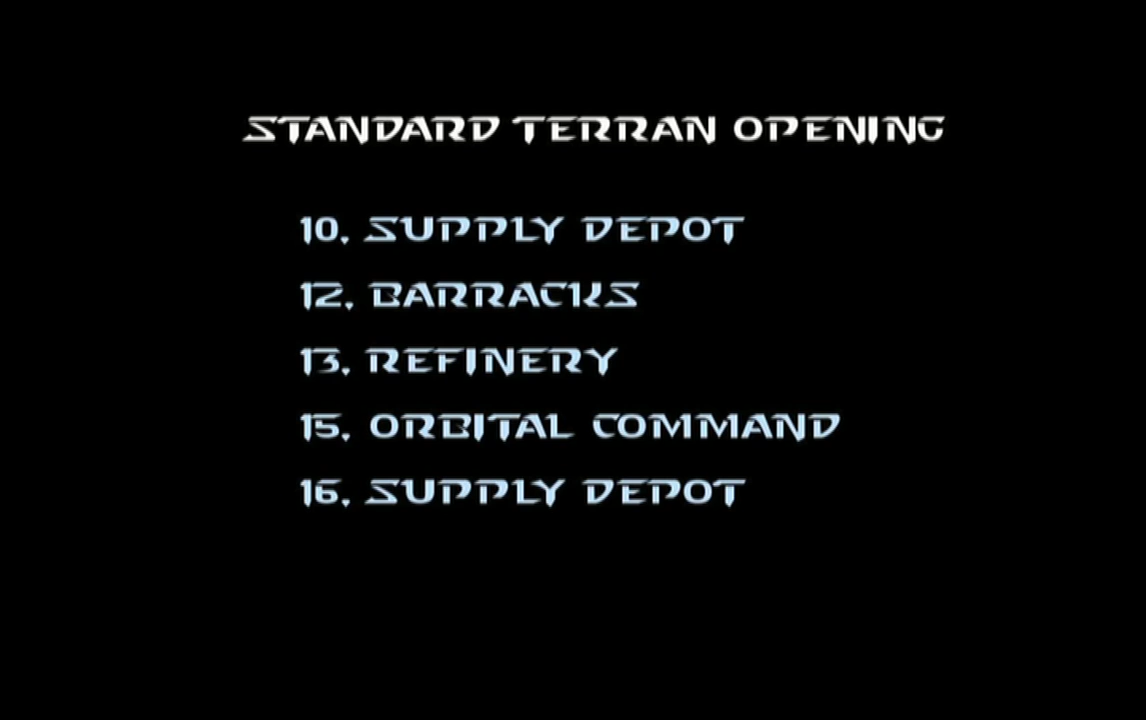 STANDARD TERRAN OPENING
10. SUPPLY DEPOT
12. BARRACKS
13. REFINERY
15. ORBITAL COMMAND
16. SUPPLY DEPOT